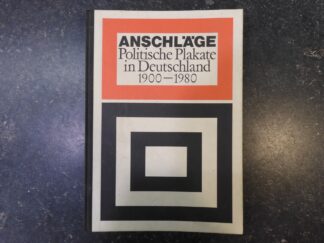 ANSCHLÄGE
Politische Plakate
in Deutschland
1900—1980